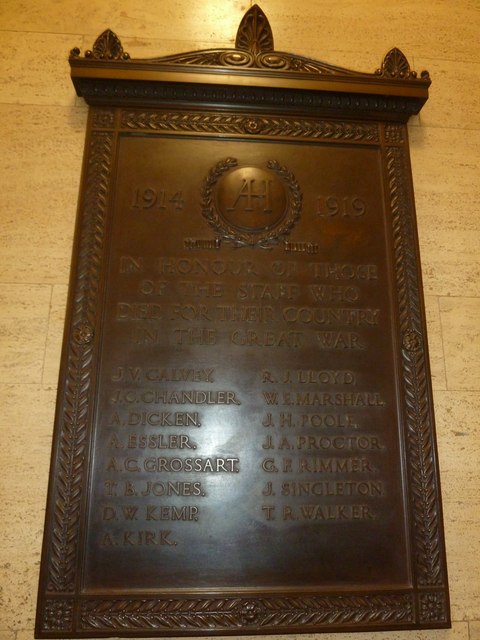 1914 AH 1919
IN HONOUR OF THOSE
OF THE STAFF WHO
DIED FOR THEIR COUNTRY
IN THE GREAT WAR
J.V. CALVEY.
J.C. CHANDLER.
A. DICKEN.
A. ESSLER.
A.C. GROSSART.
T. B. JONES.
D. W. KEMP.
A. KIRK.
R. J. LLOYD.
W. E. MARSHALL.
J. H. POOLE.
J. A. PROCTOR.
G. F. RIMMER.
J. SINGLETON
T. R. WALKER.